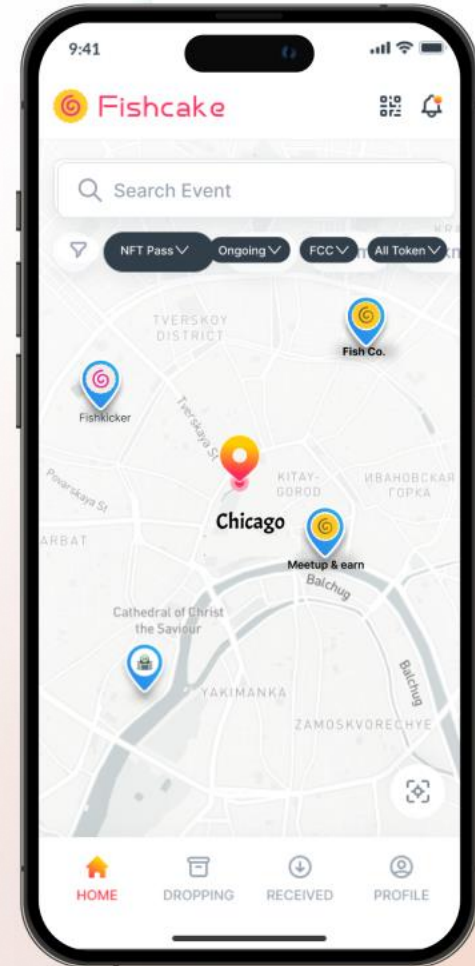 9:41
Fishcake
Search Event
NFT Pass
Ongoing
FCC
All Token
TVERSKOY
DISTRICT
Fish Co.
Fishkicker
Tverskaya St
KITAY-
GOROD
ИВАНОВСКАЯ
ГОРКА
Povarskaya St
Chicago
ARBAT
Meetup & earn
Balchug
Cathedral of Christ
the Saviour
Balchug
YAKIMANKA
ZAMOSKVORECHYE
HOME
DROPPING
RECEIVED
PROFILE